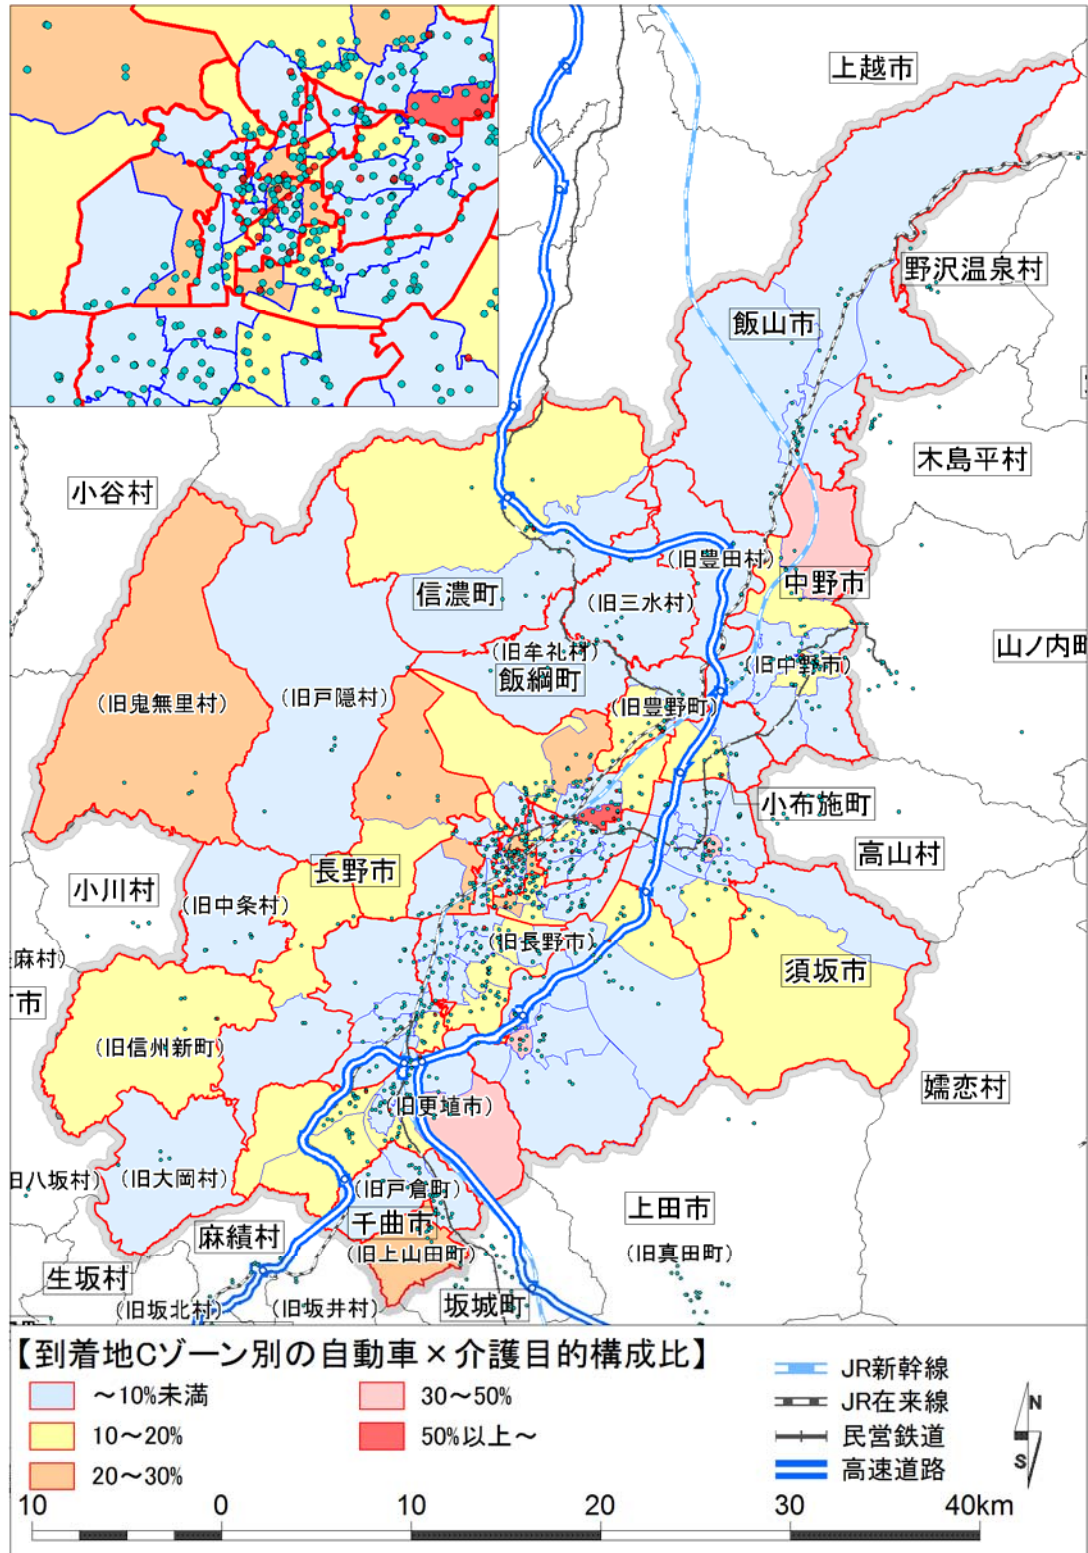 上越市
野沢温泉村
飯山市
木島平村
小谷村
(旧豊田村)
中野市
信濃町
(旧三水村)
山ノ内町
(旧牟礼村)
(旧中野市)
飯綱町
(旧鬼無里村)
(旧戸隠村)
(旧豊野町)
小布施町
高山村
長野市
小川村
(旧中条村)
(旧長野市)
麻村)
須坂市
市
(旧信州新町)
嬬恋村
(旧更埴市)
旧八坂村)
(旧大岡村)
(旧戸倉町)
上田市
麻績村
千曲市
(旧上山田町)
(旧真田町)
生坂村
(旧坂北村)
(旧坂井村)
坂城町
【到着地Cゾーン別の自動車×介護目的構成比】
～10%未満
30～50%
JR新幹線
10～20%
50%以上～
JR在来線
20～30%
民営鉄道
高速道路
N
S
10 0 10 20 30 40km